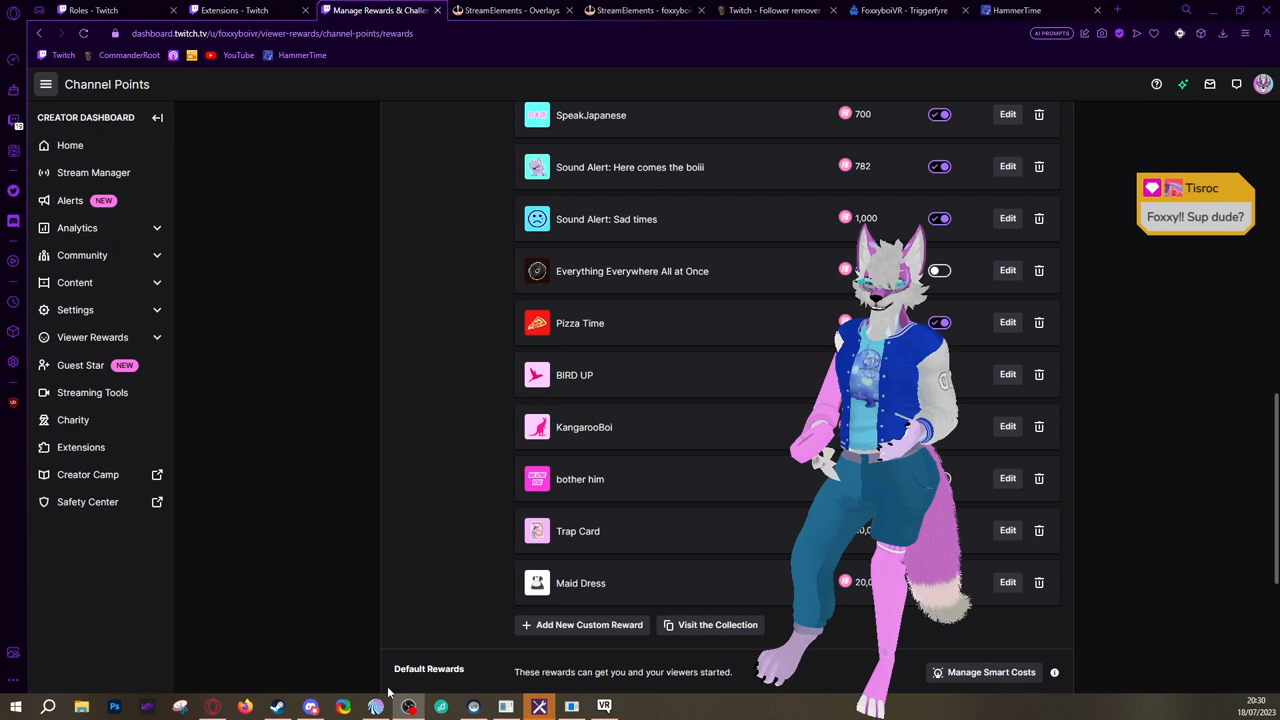 Roles - Twitch
Extensions - Twitch
Manage Rewards & Challe
StreamElements - Overlays
StreamElements - foxxyboi
Twitch - Follower remover
FoxxyboiVR - Triggerfyre
HammerTime
dashboard.twitch.tv/u/foxxyboivr/viewer-rewards/channel-points/rewards
AI PROMPTS
Twitch
CommanderRoot
YouTube
HammerTime
Channel Points
CREATOR DASHBOARD
Home
Stream Manager
Alerts NEW
Analytics
Community
Content
Settings
Viewer Rewards
Guest Star NEW
Streaming Tools
Charity
Extensions
Creator Camp
Safety Center
SpeakJapanese 700 Edit
Sound Alert: Here comes the boiii 782 Edit
Sound Alert: Sad times 1,000 Edit
Everything Everywhere All at Once Edit
Pizza Time Edit
BIRD UP Edit
KangarooBoi Edit
bother him Edit
Trap Card Edit
Maid Dress 20,0 Edit
Add New Custom Reward
Visit the Collection
Default Rewards
These rewards can get you and your viewers started.
Manage Smart Costs
Tisroc
Foxxy!! Sup dude?
20:30
18/07/2023